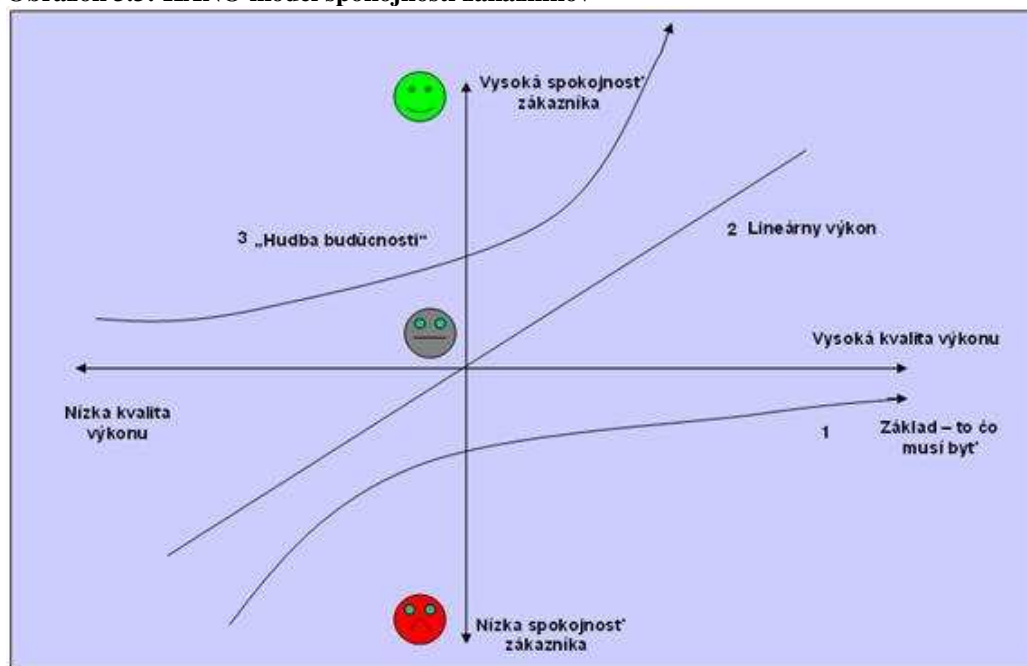 Vysoká spokojnosť
zákazníka
3 „Hudba budúcnosti“
2 Lineárny výkon
Vysoká kvalita výkonu
Nízka kvalita
výkonu
1
Základ – to čo
musí byť
Nízka spokojnosť
zákazníka